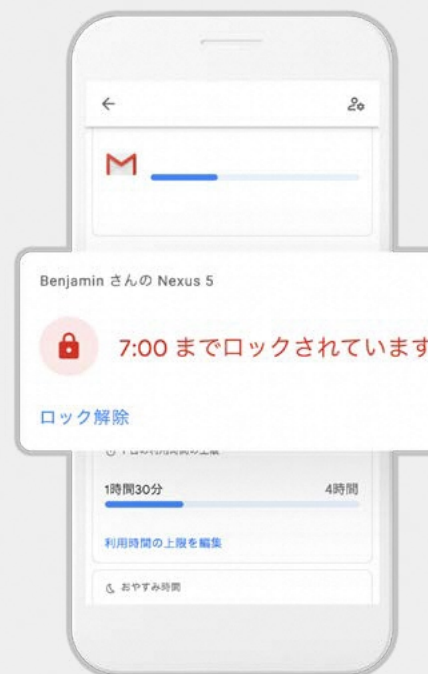 Benjamin さんの Nexus 5
7:00 までロックされています
ロック解除
1時間30分
4時間
利用時間の上限を編集
おやすみ時間